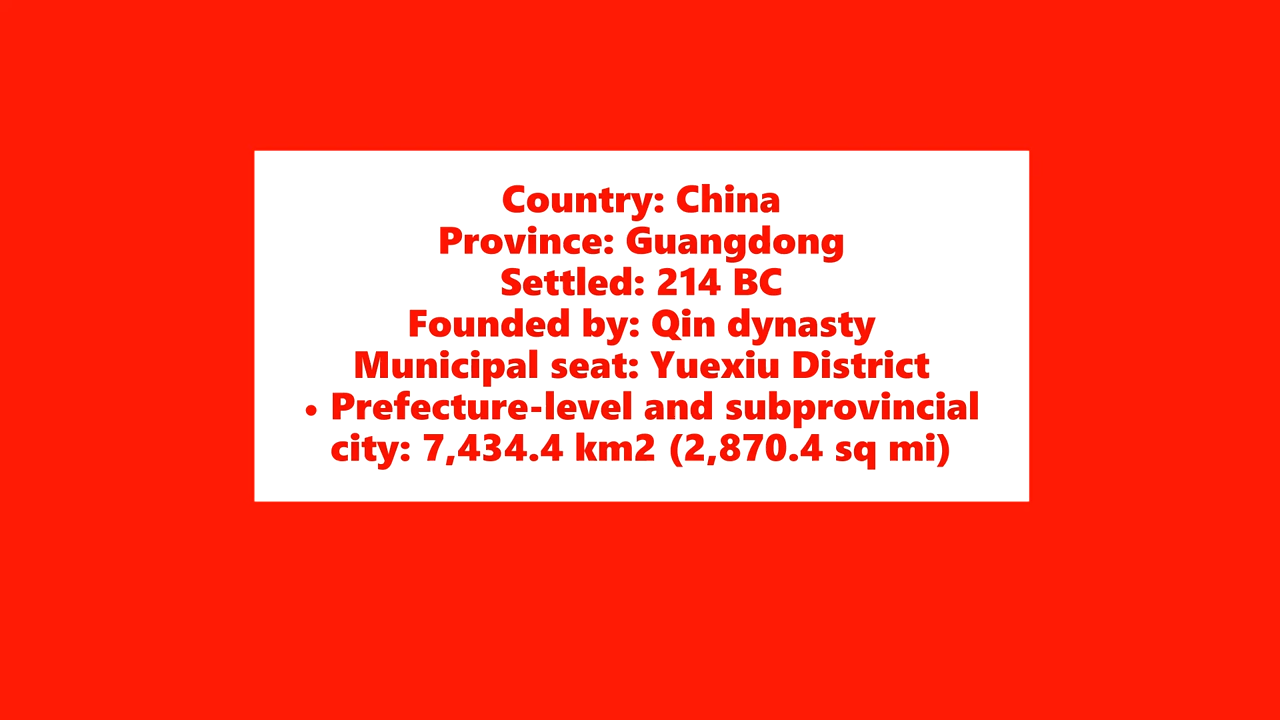 Country: China
Province: Guangdong
Settled: 214 BC
Founded by: Qin dynasty
Municipal seat: Yuexiu District
• Prefecture-level and subprovincial
city: 7,434.4 km2 (2,870.4 sq mi)